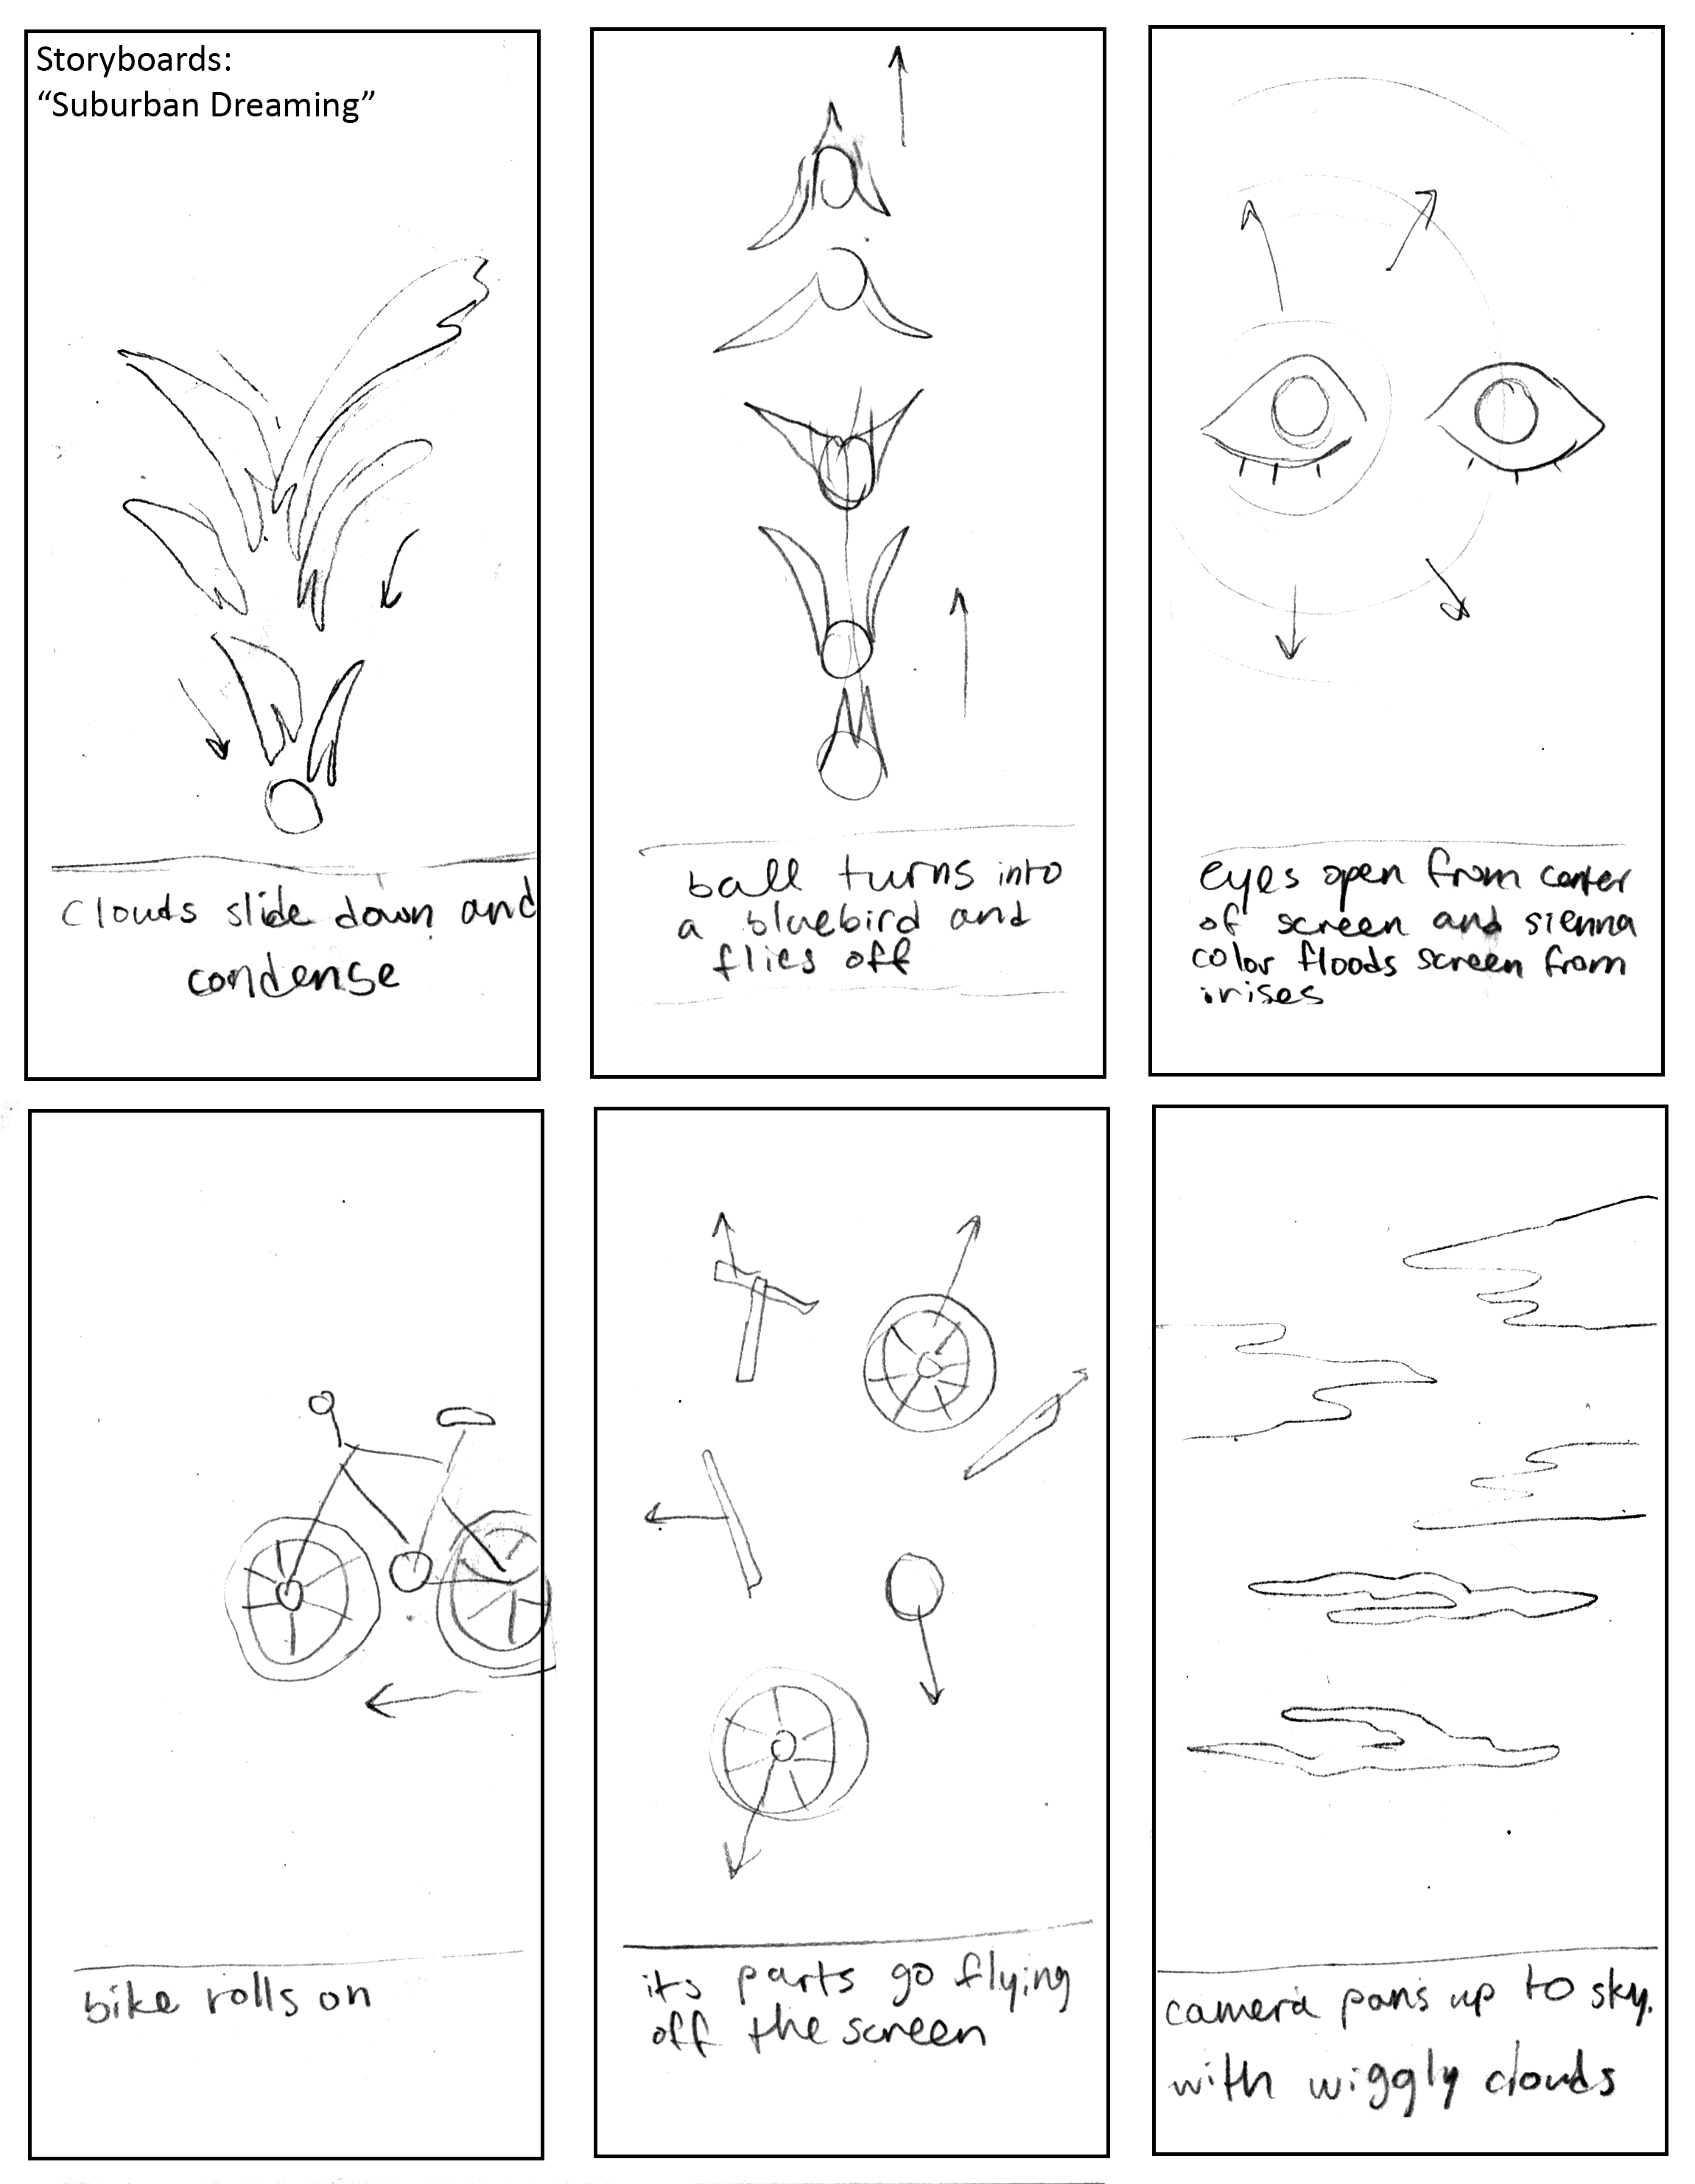 Storyboards:
“Suburban Dreaming”
clouds slide down and
condense
ball turns into
a bluebird and
flies off
eyes open from center
of screen and sienna
color floods screen from
irises
bike rolls on
its parts go flying
off the screen
camera pans up to sky.
with wiggly clouds